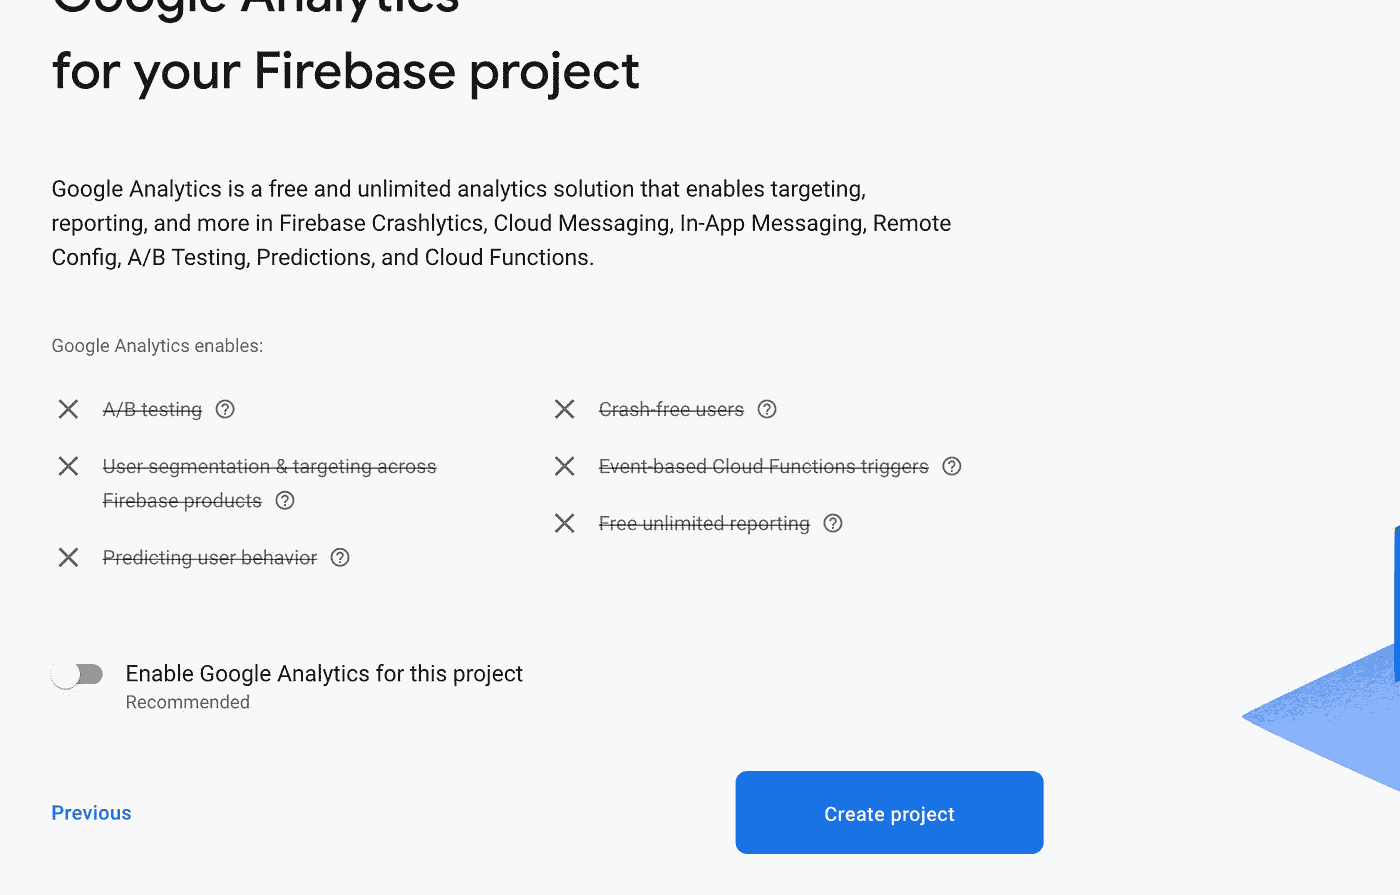 Google Analytics
for your Firebase project
Google Analytics is a free and unlimited analytics solution that enables targeting,
reporting, and more in Firebase Crashlytics, Cloud Messaging, In-App Messaging, Remote
Config, A/B Testing, Predictions, and Cloud Functions.
Google Analytics enables:
A/B testing
User segmentation & targeting across
Firebase products
Predicting user behavior
Crash-free users
Event-based Cloud Functions triggers
Free unlimited reporting
Enable Google Analytics for this project
Recommended
Previous
Create project